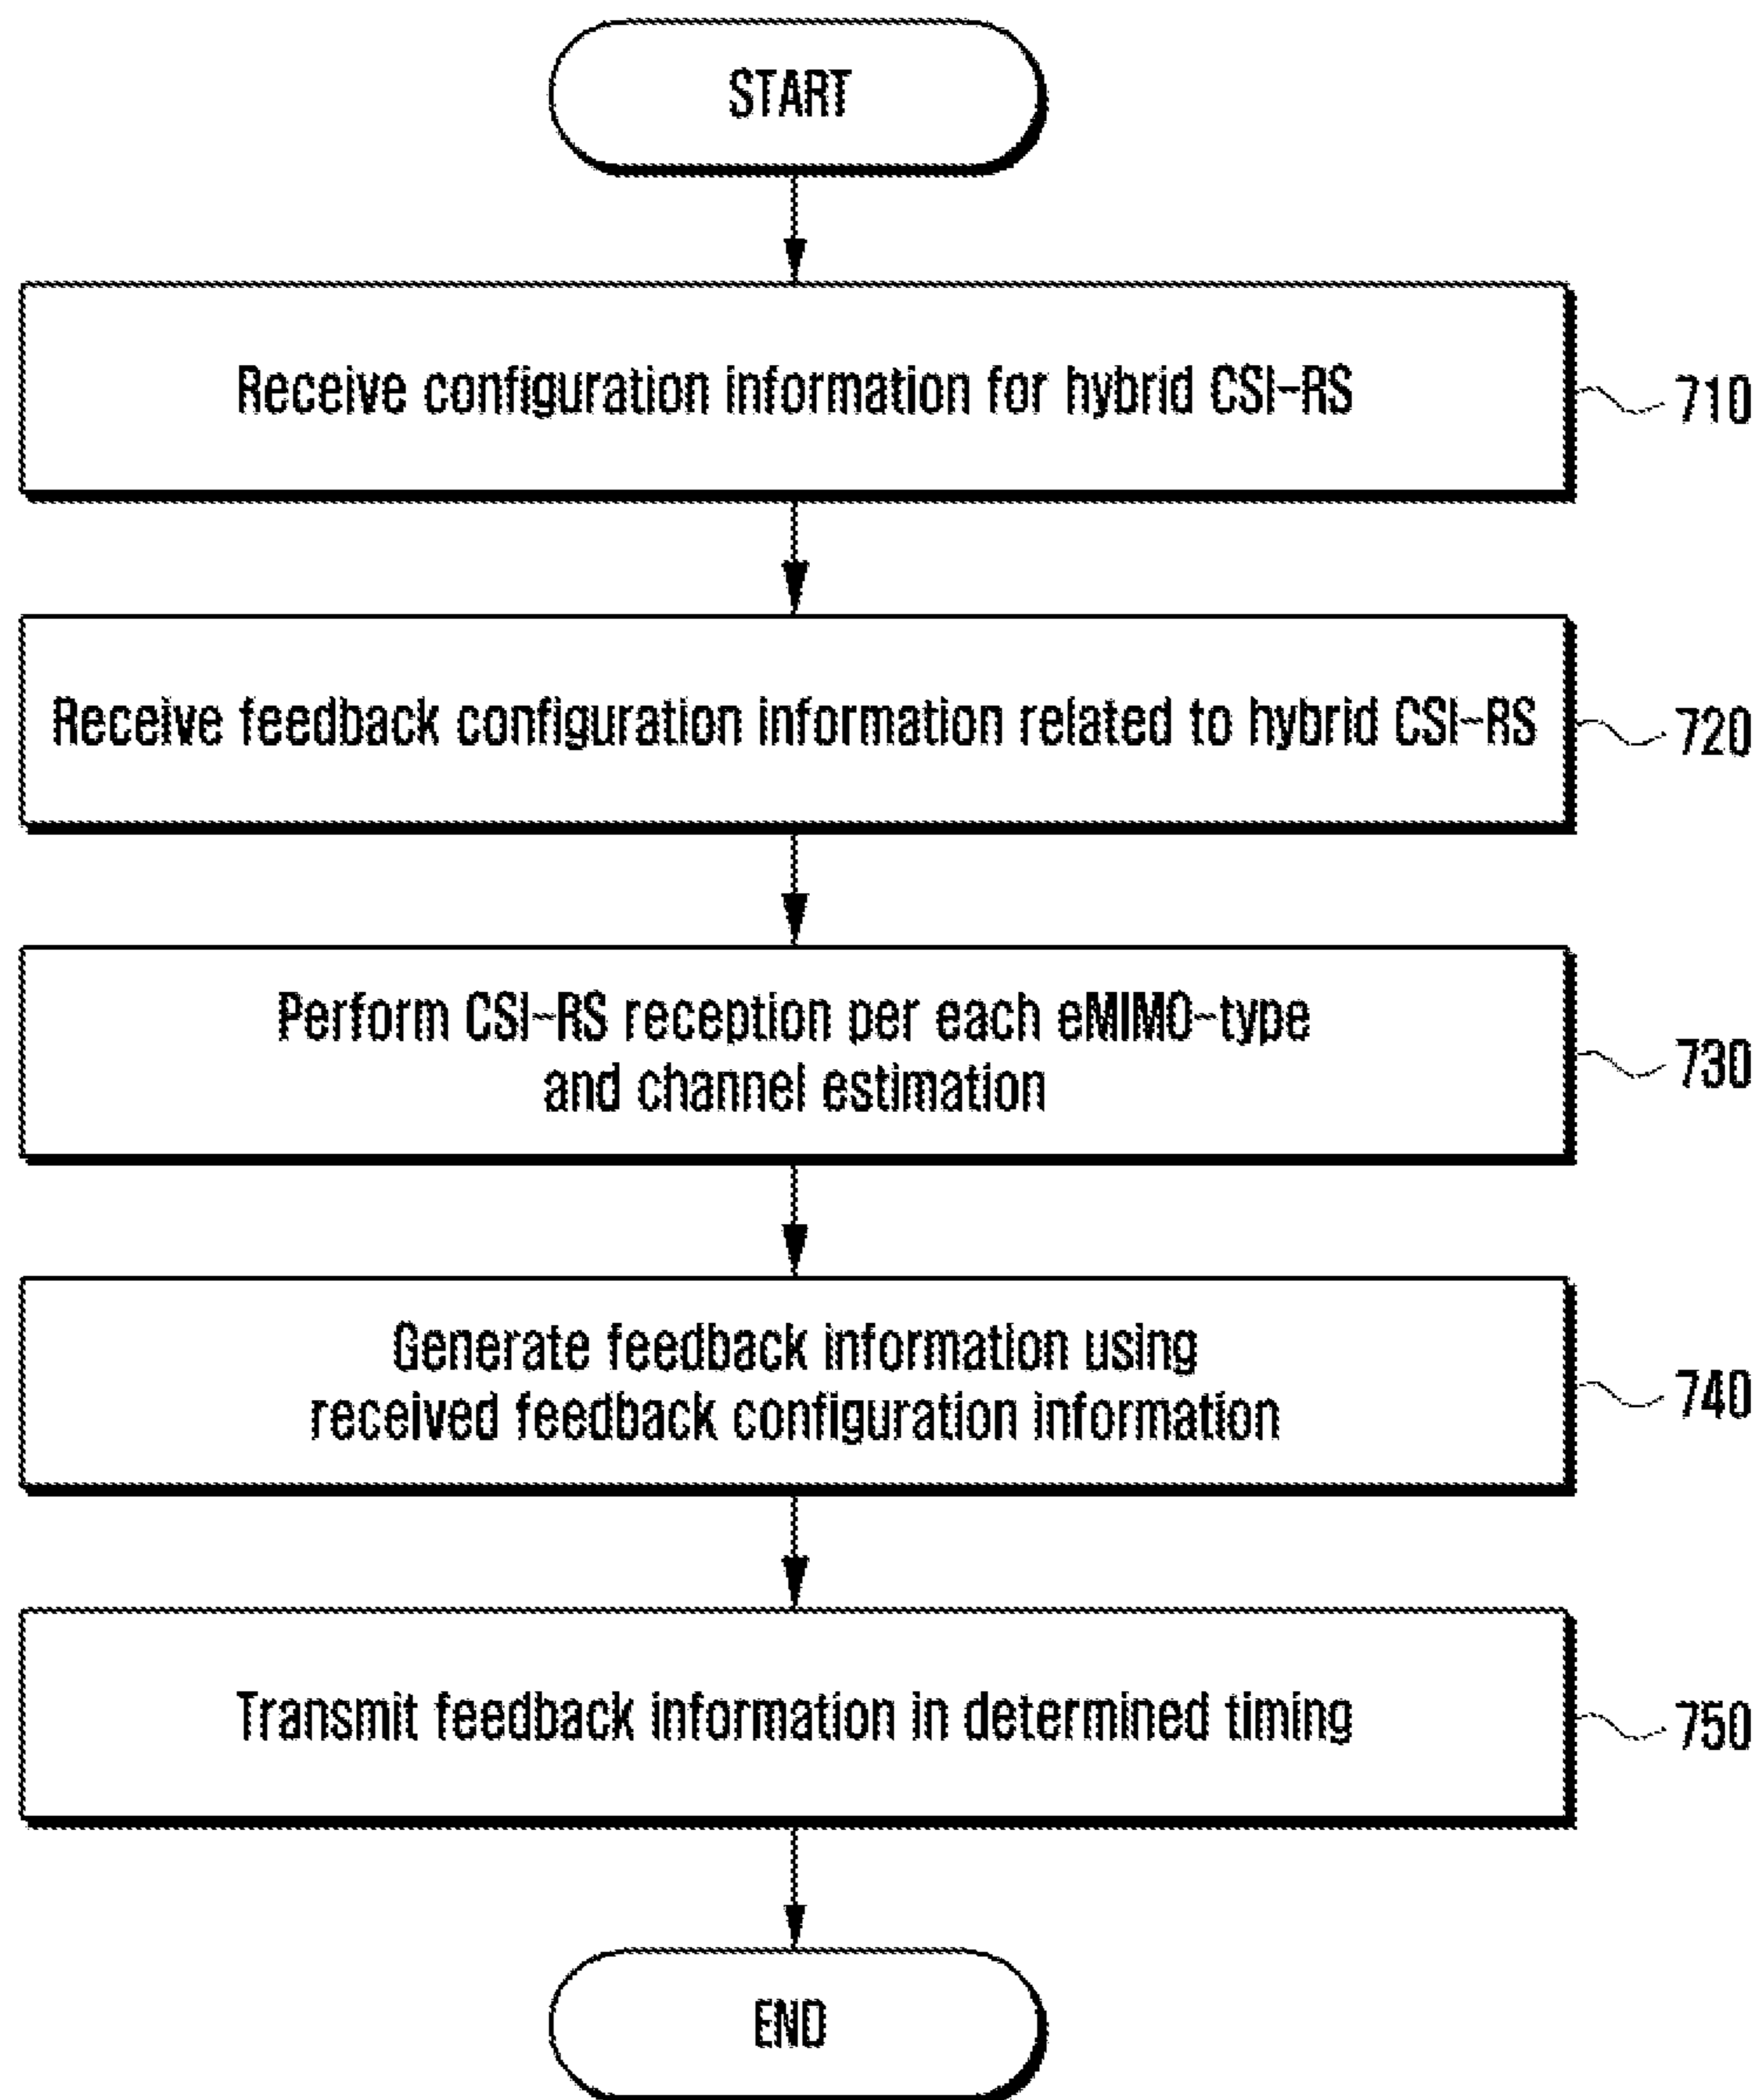 START
Receive configuration information for hybrid CSI-RS
710
Receive feedback configuration information related to hybrid CSI-RS
720
Perform CSI-RS reception per each eMIMO-type
and channel estimation
730
Generate feedback information using
received feedback configuration information
740
Transmit feedback information in determined timing
750
END